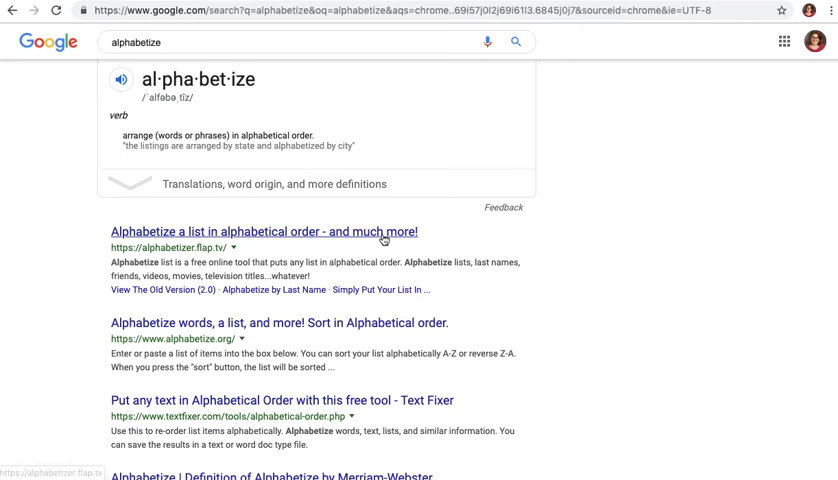 https://www.google.com/search?q=alphabetize&oq=alphabetize&aqs=chrome..69i57j0l2j69i61l3.6845j0j7&sourceid=chrome&ie=UTF-8
Google
alphabetize
al·pha·bet·ize
/ˈalfəbəˌtīz/
verb
arrange (words or phrases) in alphabetical order.
"the listings are arranged by state and alphabetized by city"
Translations, word origin, and more definitions
Feedback
Alphabetize a list in alphabetical order - and much more!
https://alphabetizer.flap.tv/
Alphabetize list is a free online tool that puts any list in alphabetical order. Alphabetize lists, last names,
friends, videos, movies, television titles...whatever!
View The Old Version (2.0) · Alphabetize by Last Name · Simply Put Your List In ...
Alphabetize words, a list, and more! Sort in Alphabetical order.
https://www.alphabetize.org/
Enter or paste a list of items into the box below. You can sort your list alphabetically A-Z or reverse Z-A.
When you press the "sort" button, the list will be sorted ...
Put any text in Alphabetical Order with this free tool - Text Fixer
https://www.textfixer.com/tools/alphabetical-order.php
Use this to re-order list items alphabetically. Alphabetize words, text, lists, and similar information. You
can save the results in a text or word doc type file.
https://alphabetizer.flap.tv
Alphabetize | Definition of Alphabetize by Merriam-Webster